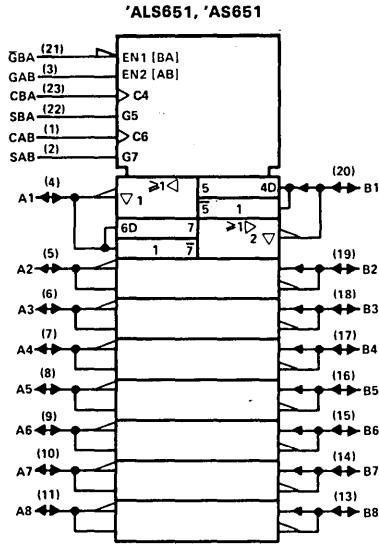 'ALS651, 'AS651
G̅BA (21) EN1 [BA]
GAB (3) EN2 [AB]
CBA (23) C4
SBA (22) G5
CAB (1) C6
SAB (2) G7
A1 (4) ▽1 ≥1◁ 5 4D (20) B1
5̅ 1
6D 7 ≥1▷
1 7̅ 2▽
A2 (5) (19) B2
A3 (6) (18) B3
A4 (7) (17) B4
A5 (8) (16) B5
A6 (9) (15) B6
A7 (10) (14) B7
A8 (11) (13) B8